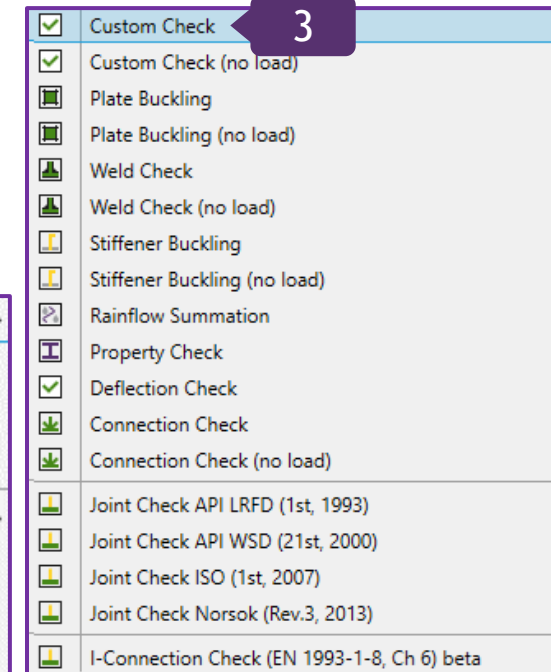 Custom Check
3
Custom Check (no load)
Plate Buckling
Plate Buckling (no load)
Weld Check
Weld Check (no load)
Stiffener Buckling
Stiffener Buckling (no load)
Rainflow Summation
Property Check
Deflection Check
Connection Check
Connection Check (no load)
Joint Check API LRFD (1st, 1993)
Joint Check API WSD (21st, 2000)
Joint Check ISO (1st, 2007)
Joint Check Norsok (Rev.3, 2013)
I-Connection Check (EN 1993-1-8, Ch 6) beta